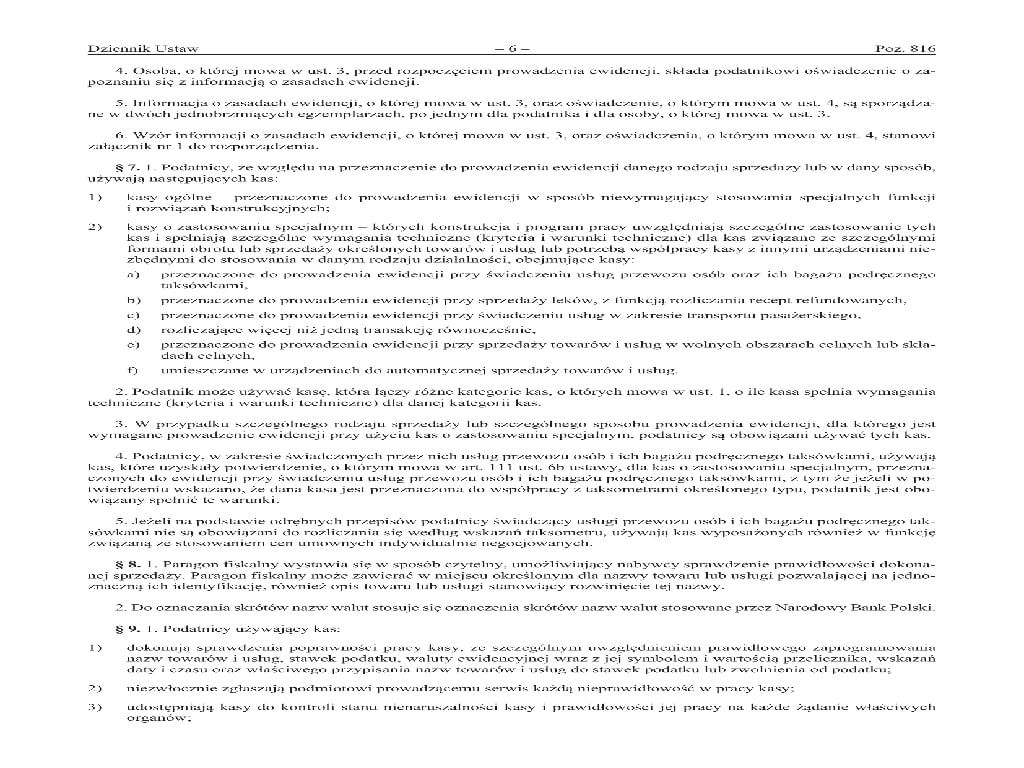 Dziennik Ustaw – 6 – Poz. 816
4. Osoba, o której mowa w ust. 3, przed rozpoczęciem prowadzenia ewidencji, składa podatnikowi oświadczenie o za-
poznaniu się z informacją o zasadach ewidencji.
5. Informacja o zasadach ewidencji, o której mowa w ust. 3, oraz oświadczenie, o którym mowa w ust. 4, są sporządza-
ne w dwóch jednobrzmiących egzemplarzach, po jednym dla podatnika i dla osoby, o której mowa w ust. 3.
6. Wzór informacji o zasadach ewidencji, o której mowa w ust. 3, oraz oświadczenia, o którym mowa w ust. 4, stanowi
załącznik nr 1 do rozporządzenia.
§ 7. 1. Podatnicy, ze względu na przeznaczenie do prowadzenia ewidencji danego rodzaju sprzedaży lub w dany sposób,
używają następujących kas:
1) kasy ogólne – przeznaczone do prowadzenia ewidencji w sposób niewymagający stosowania specjalnych funkcji
i rozwiązań konstrukcyjnych;
2) kasy o zastosowaniu specjalnym – których konstrukcja i program pracy uwzględniają szczególne zastosowanie tych
kas i spełniają szczególne wymagania techniczne (kryteria i warunki techniczne) dla kas związane ze szczególnymi
formami obrotu lub sprzedaży określonych towarów i usług lub potrzebą współpracy kasy z innymi urządzeniami nie-
zbędnymi do stosowania w danym rodzaju działalności, obejmujące kasy:
a) przeznaczone do prowadzenia ewidencji przy świadczeniu usług przewozu osób oraz ich bagażu podręcznego
taksówkami,
b) przeznaczone do prowadzenia ewidencji przy sprzedaży leków, z funkcją rozliczania recept refundowanych,
c) przeznaczone do prowadzenia ewidencji przy świadczeniu usług w zakresie transportu pasażerskiego,
d) rozliczające więcej niż jedną transakcję równocześnie,
e) przeznaczone do prowadzenia ewidencji przy sprzedaży towarów i usług w wolnych obszarach celnych lub skła-
dach celnych,
f) umieszczane w urządzeniach do automatycznej sprzedaży towarów i usług.
2. Podatnik może używać kasę, która łączy różne kategorie kas, o których mowa w ust. 1, o ile kasa spełnia wymagania
techniczne (kryteria i warunki techniczne) dla danej kategorii kas.
3. W przypadku szczególnego rodzaju sprzedaży lub szczególnego sposobu prowadzenia ewidencji, dla którego jest
wymagane prowadzenie ewidencji przy użyciu kas o zastosowaniu specjalnym, podatnicy są obowiązani używać tych kas.
4. Podatnicy, w zakresie świadczonych przez nich usług przewozu osób i ich bagażu podręcznego taksówkami, używają
kas, które uzyskały potwierdzenie, o którym mowa w art. 111 ust. 6b ustawy, dla kas o zastosowaniu specjalnym, przezna-
czonych do ewidencji przy świadczeniu usług przewozu osób i ich bagażu podręcznego taksówkami, z tym że jeżeli w po-
twierdzeniu wskazano, że dana kasa jest przeznaczona do współpracy z taksometrami określonego typu, podatnik jest obo-
wiązany spełnić te warunki.
5. Jeżeli na podstawie odrębnych przepisów podatnicy świadczący usługi przewozu osób i ich bagażu podręcznego tak-
sówkami nie są obowiązani do rozliczania się według wskazań taksometru, używają kas wyposażonych również w funkcję
związaną ze stosowaniem cen umownych indywidualnie negocjowanych.
§ 8. 1. Paragon fiskalny wystawia się w sposób czytelny, umożliwiający nabywcy sprawdzenie prawidłowości dokona-
nej sprzedaży. Paragon fiskalny może zawierać w miejscu określonym dla nazwy towaru lub usługi pozwalającej na jedno-
znaczną ich identyfikację, również opis towaru lub usługi stanowiący rozwinięcie tej nazwy.
2. Do oznaczania skrótów nazw walut stosuje się oznaczenia skrótów nazw walut stosowane przez Narodowy Bank Polski.
§ 9. 1. Podatnicy używający kas:
1) dokonują sprawdzenia poprawności pracy kasy, ze szczególnym uwzględnieniem prawidłowego zaprogramowania
nazw towarów i usług, stawek podatku, waluty ewidencyjnej wraz z jej symbolem i wartością przelicznika, wskazań
daty i czasu oraz właściwego przypisania nazw towarów i usług do stawek podatku lub zwolnienia od podatku;
2) niezwłocznie zgłaszają podmiotowi prowadzącemu serwis każdą nieprawidłowość w pracy kasy;
3) udostępniają kasy do kontroli stanu nienaruszalności kasy i prawidłowości jej pracy na każde żądanie właściwych
organów;